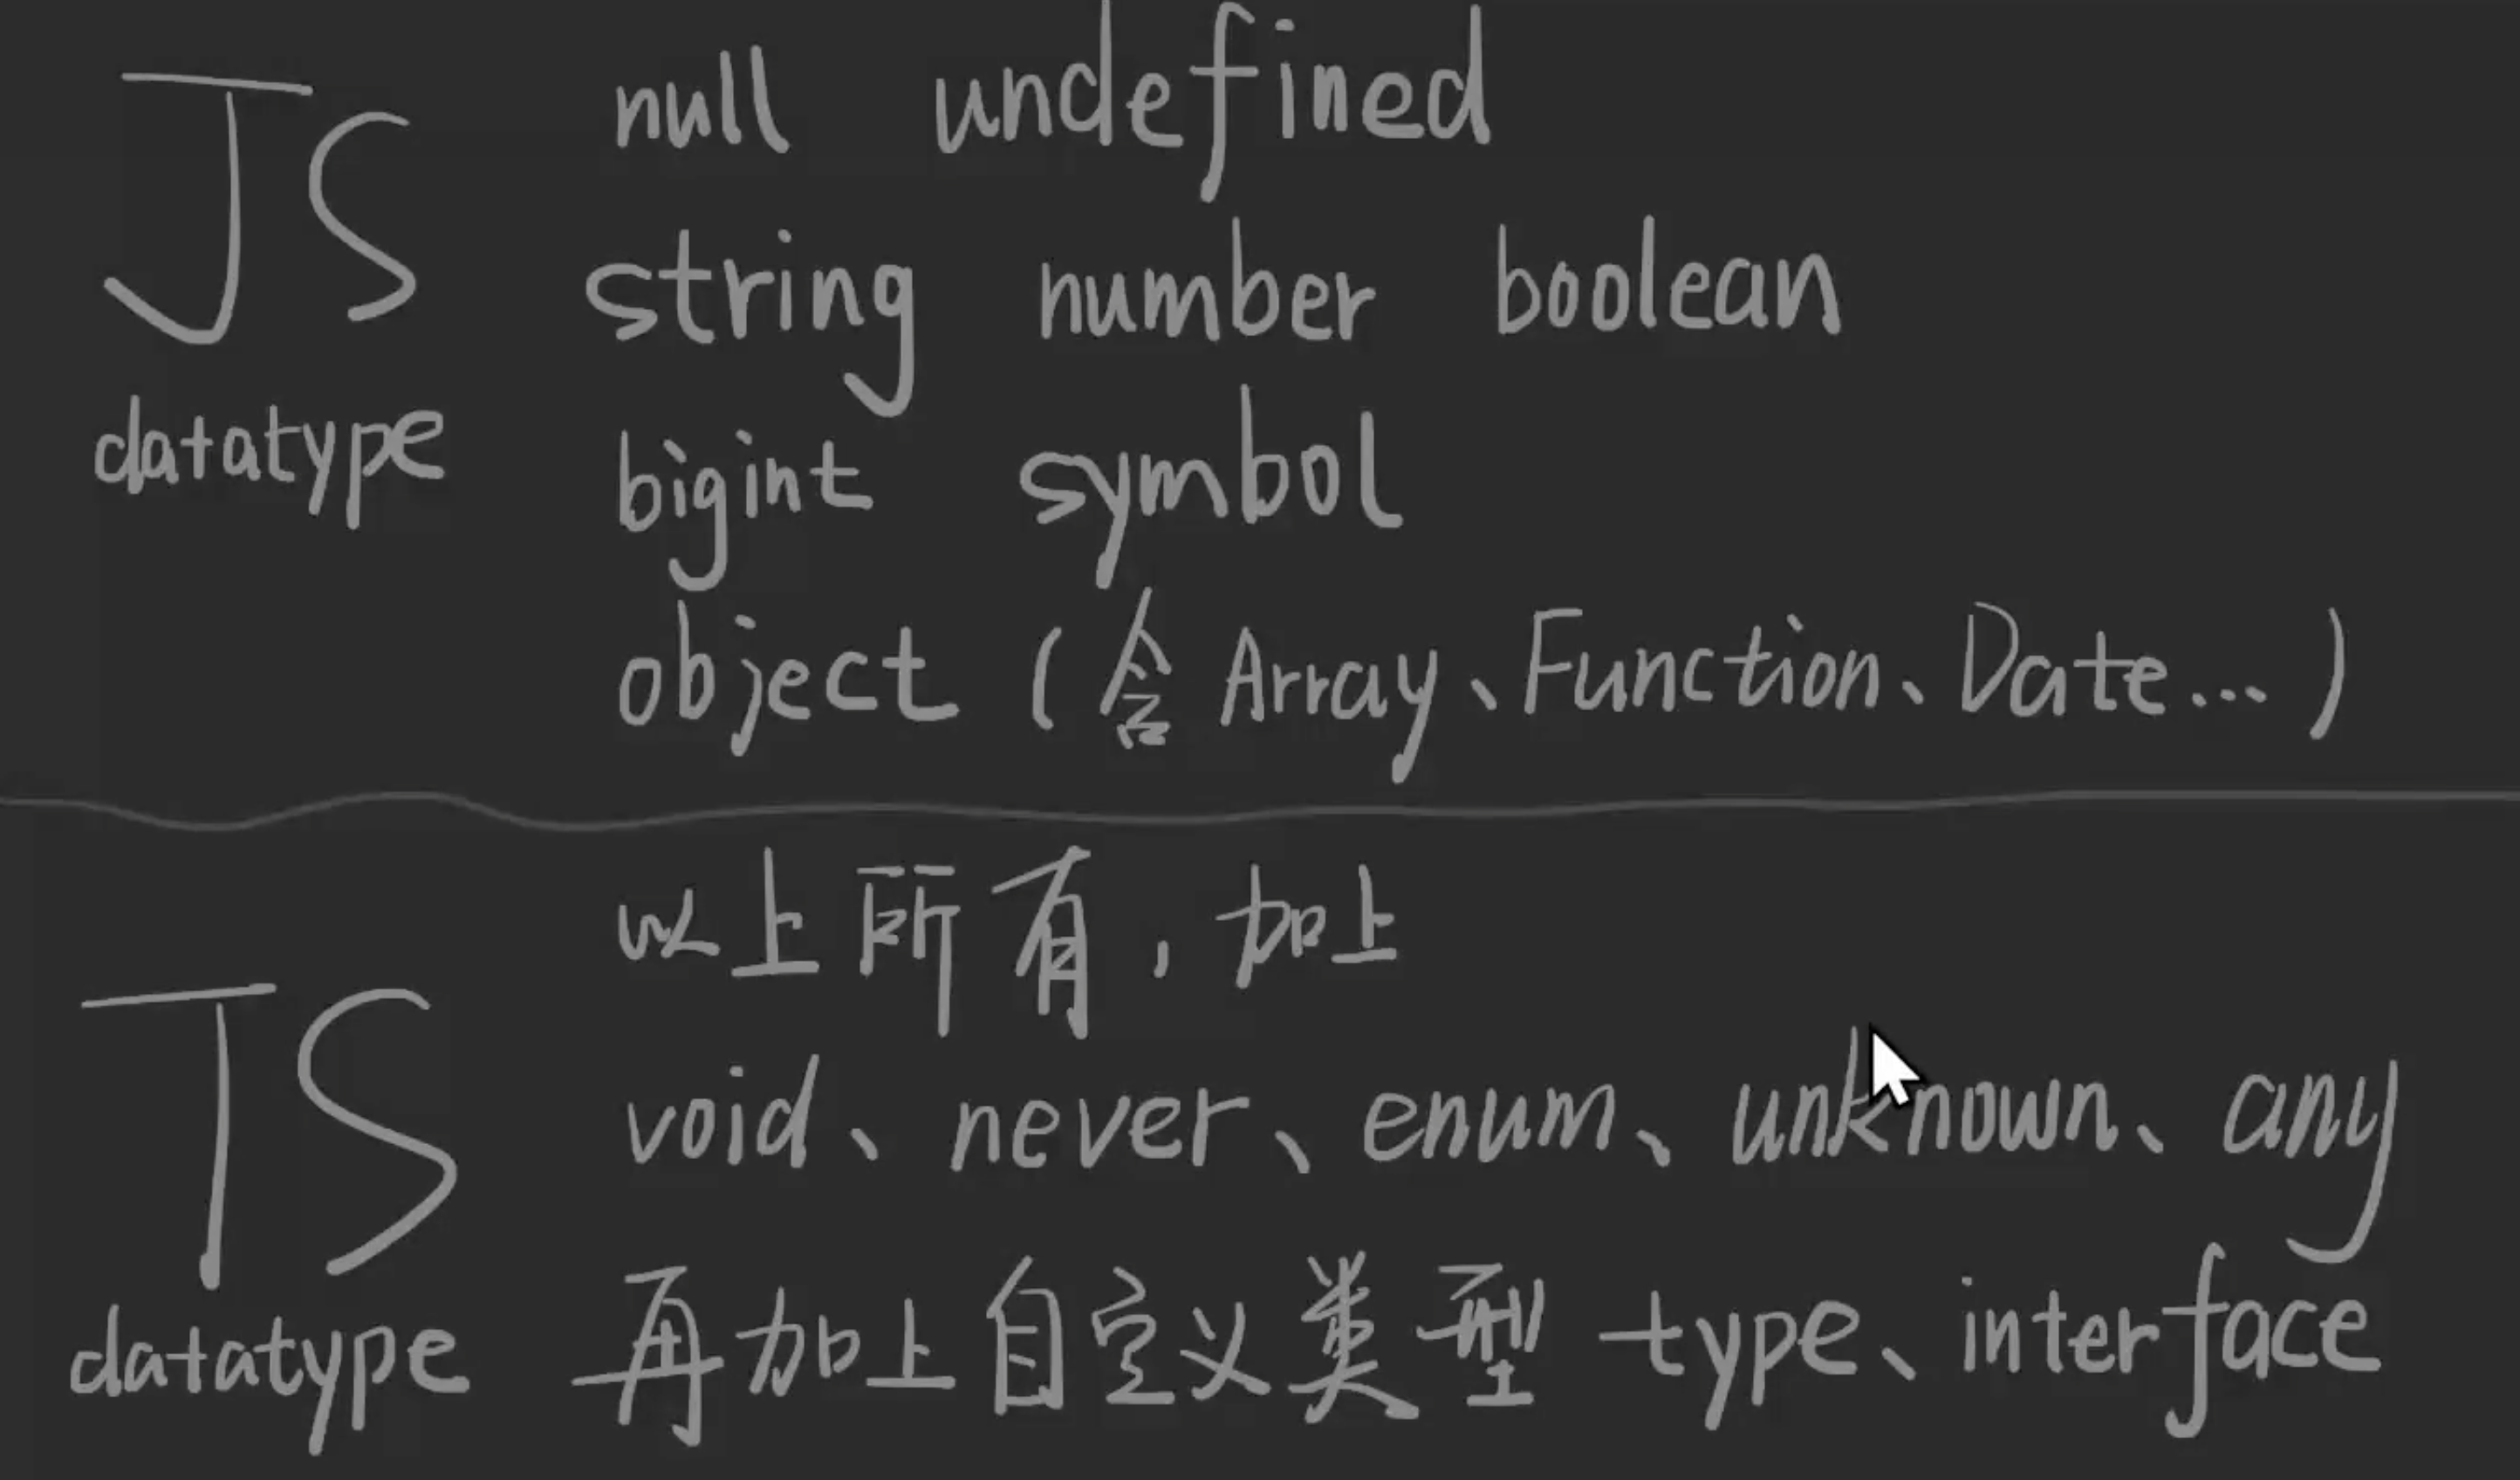 JS
datatype
null undefined
string number boolean
bigint symbol
object (含 Array、Function、Date...)
TS
datatype
以上所有，加上
void、never、enum、unknown、any
再加上自定义类型 type、interface